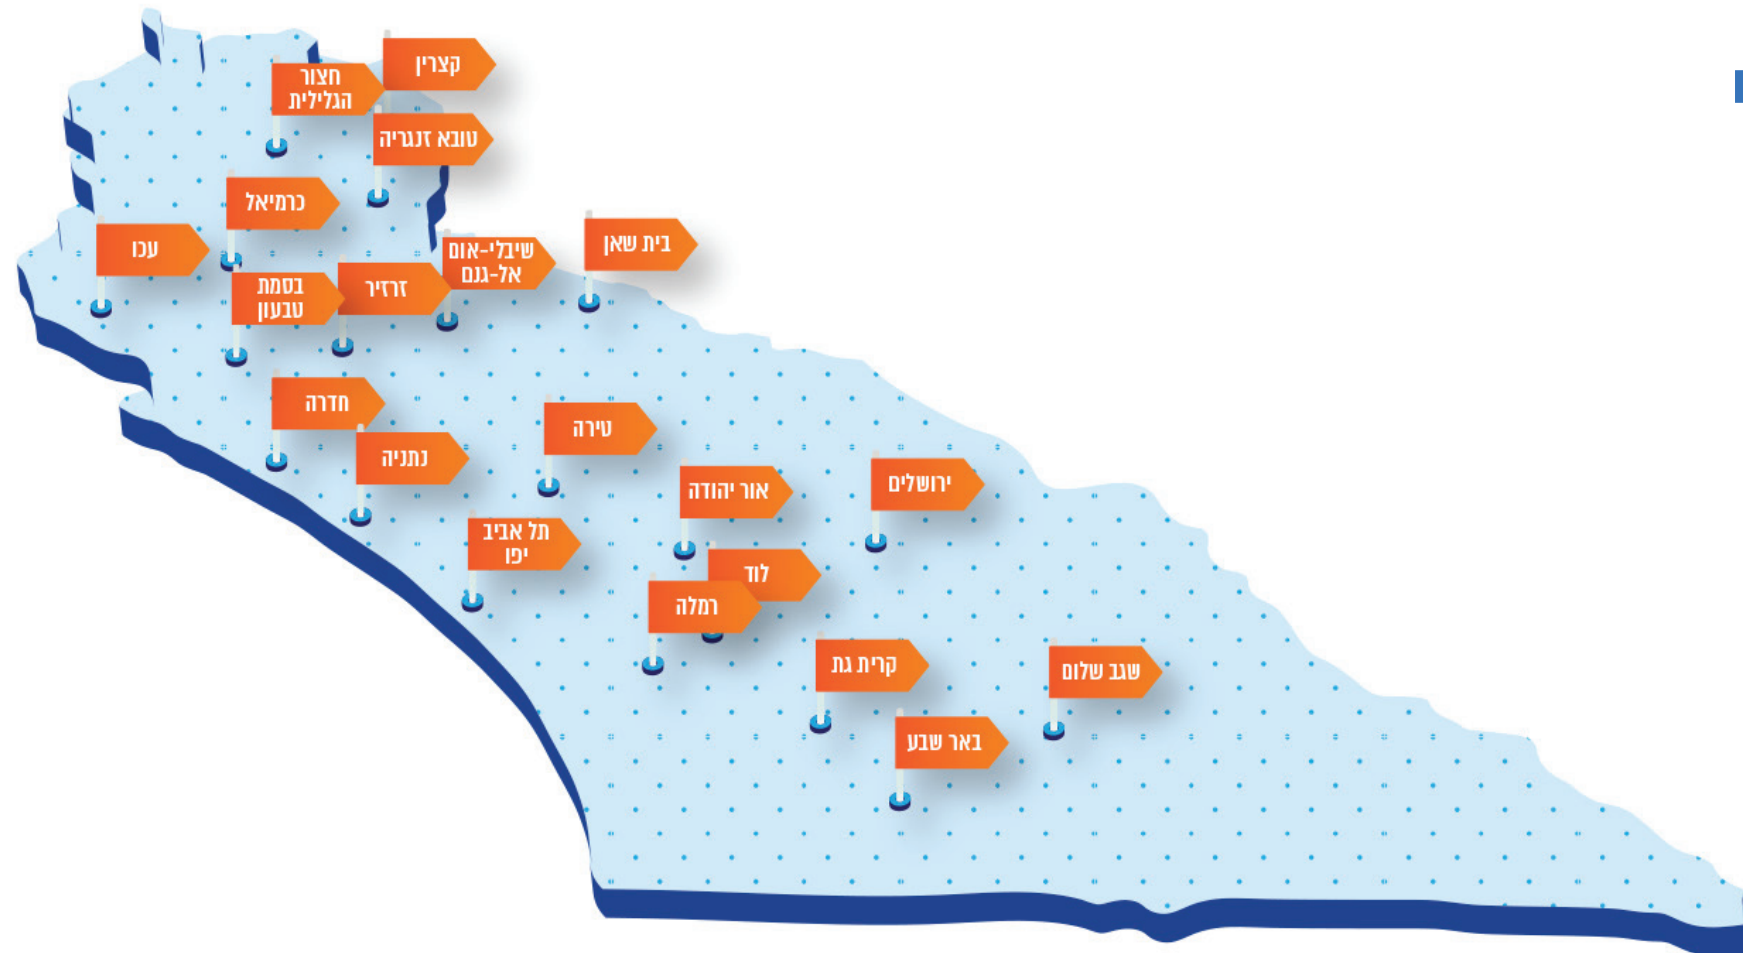 קצרין
חצור
הגלילית
טובא זנגריה
כרמיאל
עכו
שיבלי-אום
אל-גנם
בית שאן
זרזיר
בסמת
טבעון
חדרה
נתניה
טירה
אור יהודה
ירושלים
תל אביב
יפו
לוד
רמלה
קרית גת
שגב שלום
באר שבע